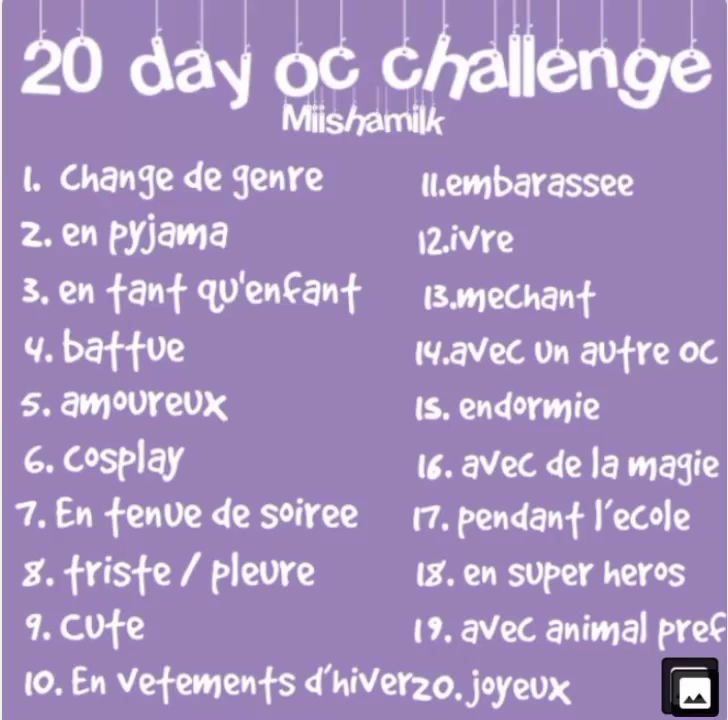 20 day oc challenge
Miishamilk
1. Change de genre
2. en pyjama
3. en tant qu'enfant
4. battue
5. amoureux
6. cosplay
7. En tenue de soiree
8. triste / pleure
9. cute
10. En vetements d'hiver
11.embarassee
12.ivre
13.mechant
14.avec un autre oc
15. endormie
16. avec de la magie
17. pendant l'ecole
18. en super heros
19. avec animal pref
20. joyeux